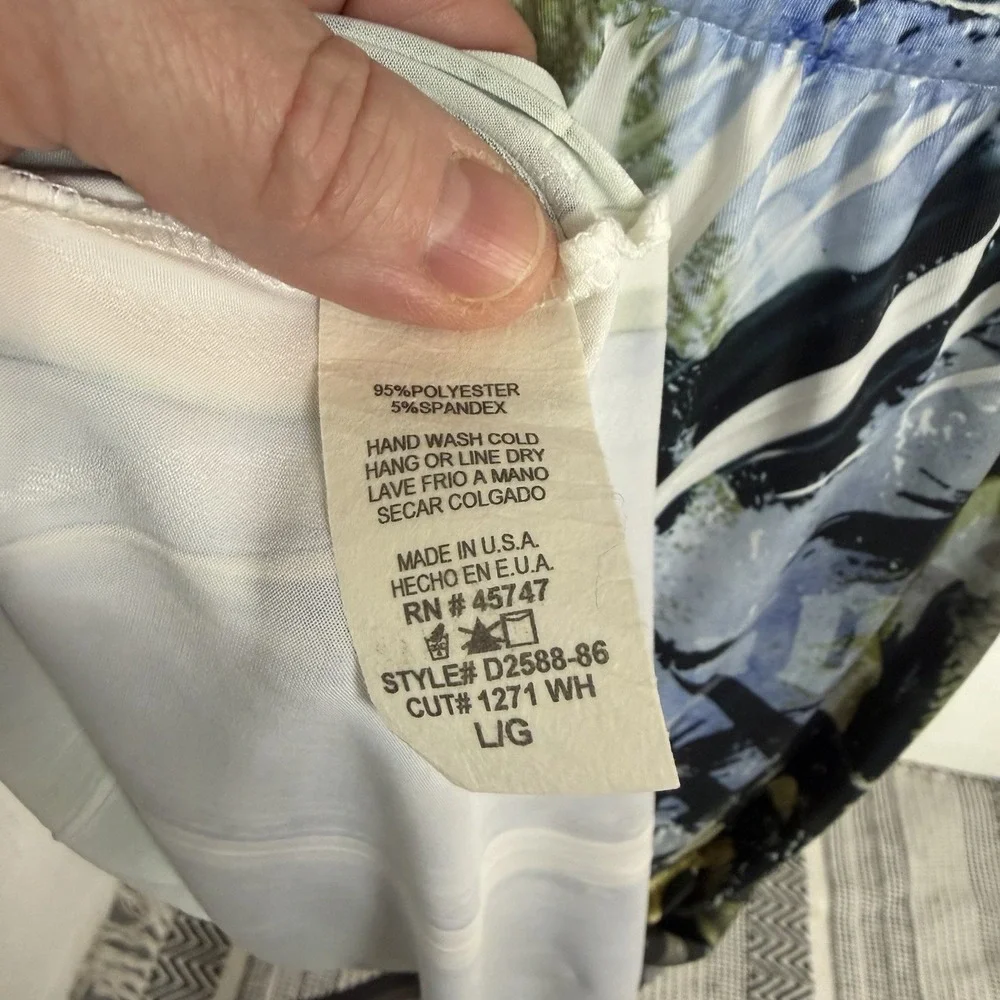 95%POLYESTER
5%SPANDEX
HAND WASH COLD
HANG OR LINE DRY
LAVE FRIO A MANO
SECAR COLGADO
MADE IN U.S.A.
HECHO EN E.U.A.
RN # 45747
STYLE# D2588-86
CUT# 1271 WH
L/G